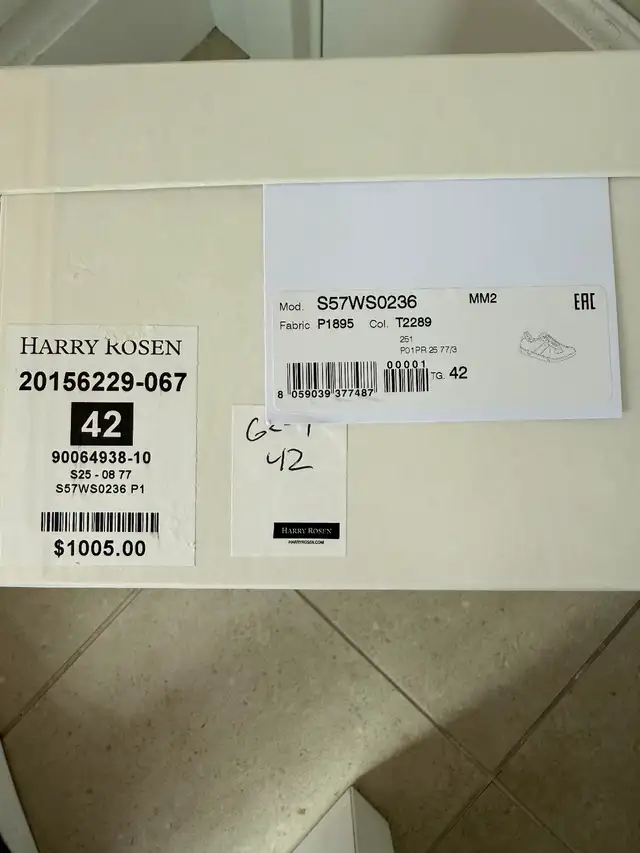 Mod. S57WS0236 MM2 EAC
Fabric P1895 Col. T2289
251
P01PR 25 77/3
00001
TG. 42
8 059039 377487
HARRY ROSEN
20156229-067
42
90064938-10
S25 - 08 77
S57WS0236 P1
$1005.00
42
HARRY ROSEN
HARRYROSEN.COM